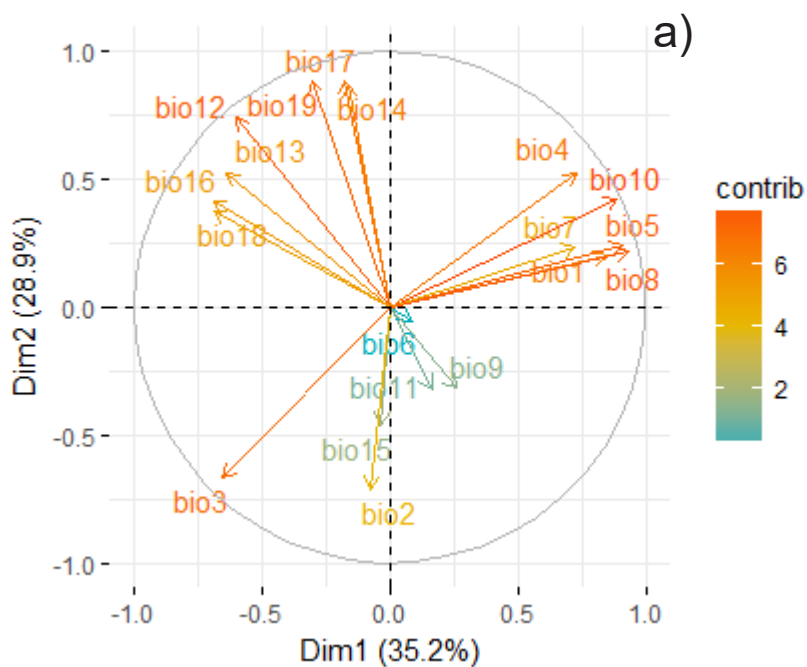 a)
1.0
0.5
0.0
-0.5
-1.0
Dim2 (28.9%)
bio17
bio12
bio19
bio14
bio13
bio4
bio16
bio10
bio18
bio7
bio5
bio1
bio8
bio6
bio9
bio11
bio15
bio3
bio2
-1.0 -0.5 0.0 0.5 1.0
Dim1 (35.2%)
contrib
6
4
2